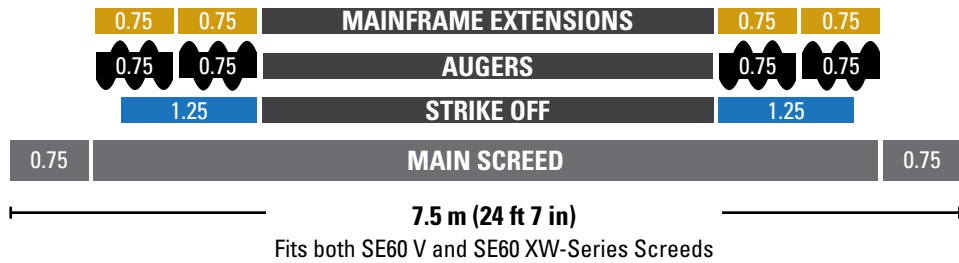 0.75 0.75 MAINFRAME EXTENSIONS 0.75 0.75
0.75 0.75 AUGERS 0.75 0.75
1.25 STRIKE OFF 1.25
0.75 MAIN SCREED 0.75
7.5 m (24 ft 7 in)
Fits both SE60 V and SE60 XW-Series Screeds